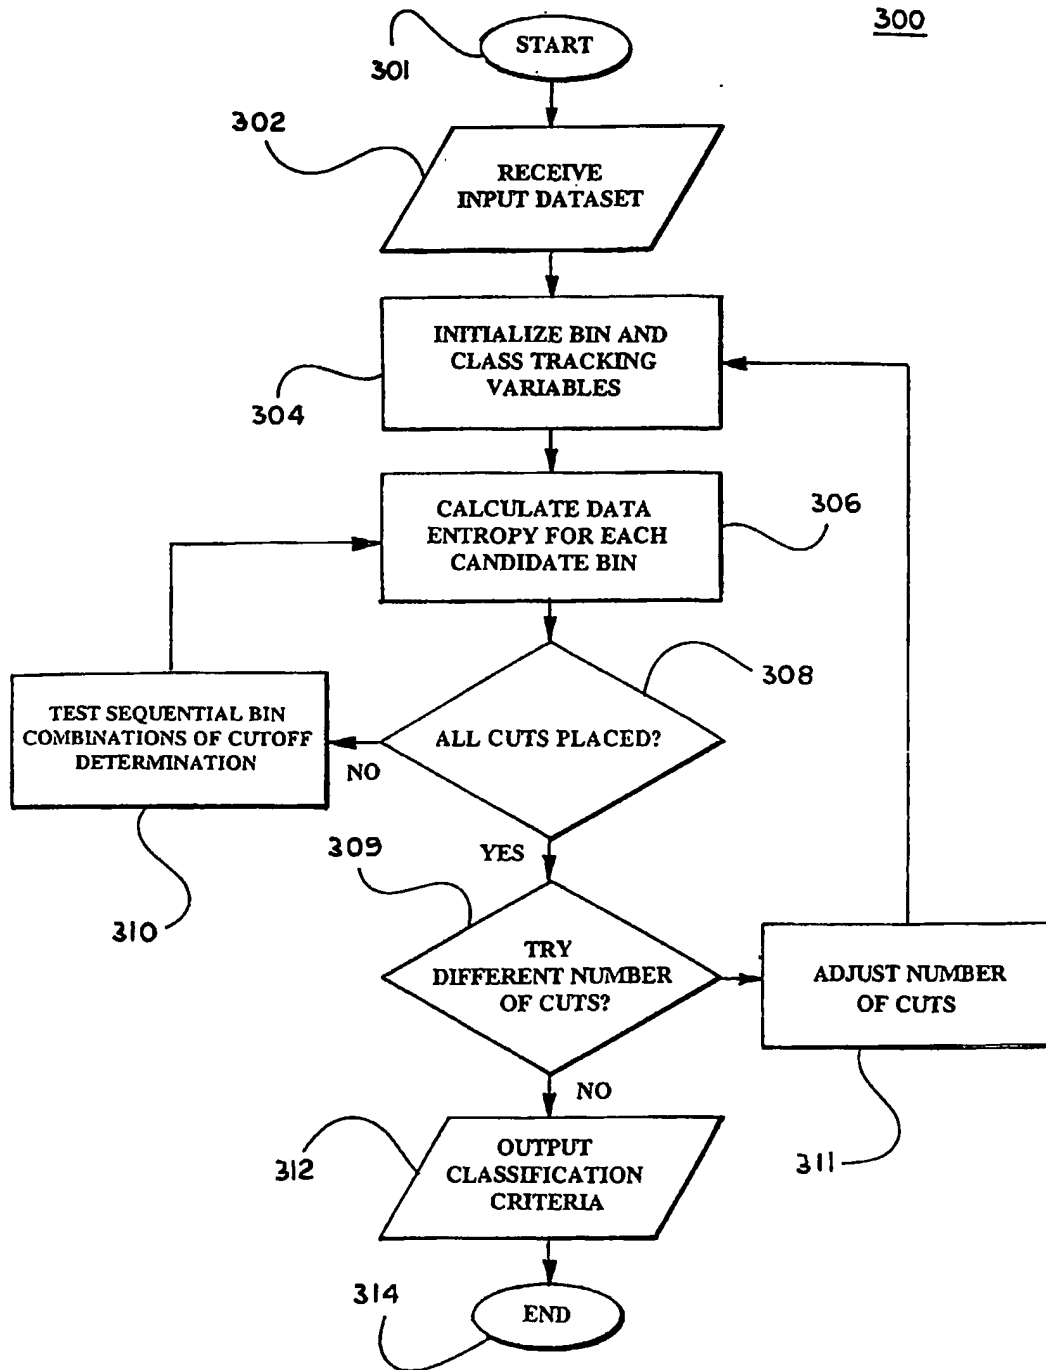 300
START
301
302
RECEIVE
INPUT DATASET
INITIALIZE BIN AND
CLASS TRACKING
VARIABLES
304
CALCULATE DATA
ENTROPY FOR EACH
CANDIDATE BIN
306
308
TEST SEQUENTIAL BIN
COMBINATIONS OF CUTOFF
DETERMINATION
NO
ALL CUTS PLACED?
310
YES
309
TRY
DIFFERENT NUMBER
OF CUTS?
ADJUST NUMBER
OF CUTS
311
NO
312
OUTPUT
CLASSIFICATION
CRITERIA
314
END